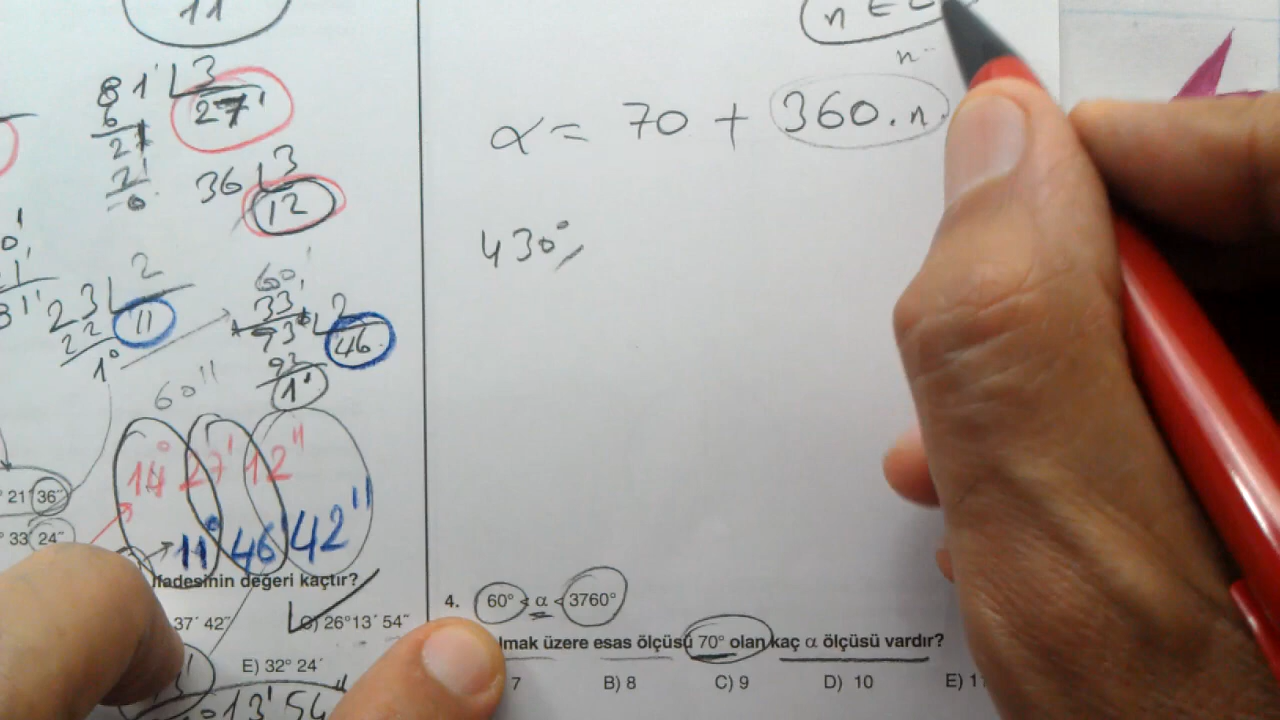 11
81' 3
6 27'
21
21
0
36 3
12
23 2
22 11
1°
60'
33'
93' 2
92 46
1'
60"
14° 27' 12"
11° 46' 42"
° 21' 36"
° 33' 24"
ifadesinin değeri kaçtır?
37' 42" C) 26°13' 54"
E) 32° 24'
13' 54"
n ∈
n
α = 70 + 360.n
430°
4. 60° < α < 3760°
lmak üzere esas ölçüsü 70° olan kaç α ölçüsü vardır?
7 B) 8 C) 9 D) 10 E) 1